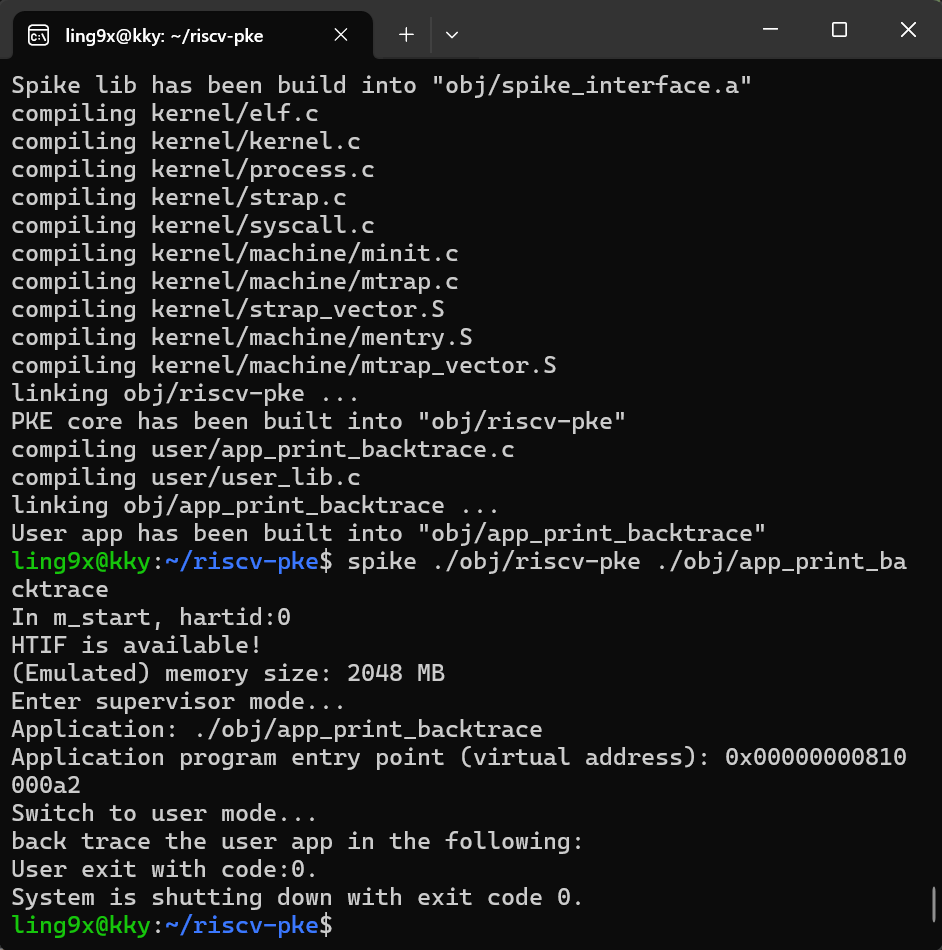 ling9x@kky: ~/riscv-pke
Spike lib has been build into "obj/spike_interface.a"
compiling kernel/elf.c
compiling kernel/kernel.c
compiling kernel/process.c
compiling kernel/strap.c
compiling kernel/syscall.c
compiling kernel/machine/minit.c
compiling kernel/machine/mtrap.c
compiling kernel/strap_vector.S
compiling kernel/machine/mentry.S
compiling kernel/machine/mtrap_vector.S
linking obj/riscv-pke ...
PKE core has been built into "obj/riscv-pke"
compiling user/app_print_backtrace.c
compiling user/user_lib.c
linking obj/app_print_backtrace ...
User app has been built into "obj/app_print_backtrace"
ling9x@kky:~/riscv-pke$ spike ./obj/riscv-pke ./obj/app_print_ba
cktrace
In m_start, hartid:0
HTIF is available!
(Emulated) memory size: 2048 MB
Enter supervisor mode...
Application: ./obj/app_print_backtrace
Application program entry point (virtual address): 0x00000000810
000a2
Switch to user mode...
back trace the user app in the following:
User exit with code:0.
System is shutting down with exit code 0.
ling9x@kky:~/riscv-pke$